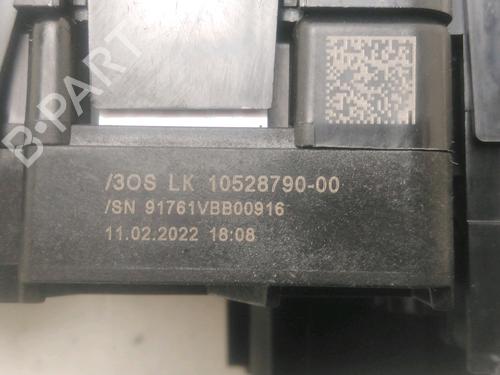 B-PART
/3OS LK 10528790-00
/SN 91761VBB00916
11.02.2022 18:08